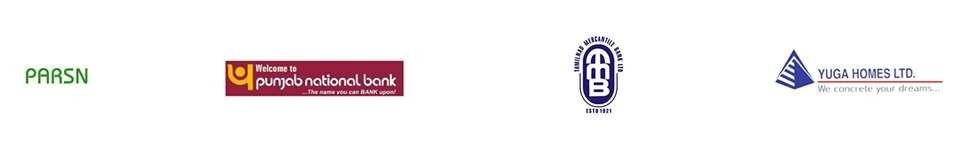 PARSN
Welcome to
punjab national bank
...The name you can BANK upon!
TAMILNAD MERCANTILE BANK LTD
TMB
ESTD 1921
YUGA HOMES LTD.
We concrete your dreams...